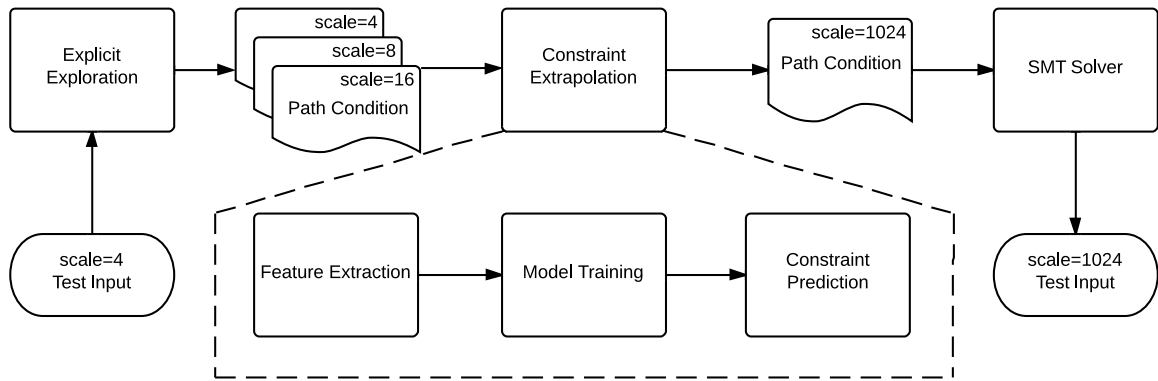 Explicit
Exploration
scale=4
scale=8
scale=16
Path Condition
Constraint
Extrapolation
scale=1024
Path Condition
SMT Solver
scale=4
Test Input
Feature Extraction
Model Training
Constraint
Prediction
scale=1024
Test Input